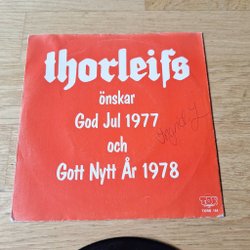 thorleifs
önskar
God Jul 1977
och
Gott Nytt År 1978